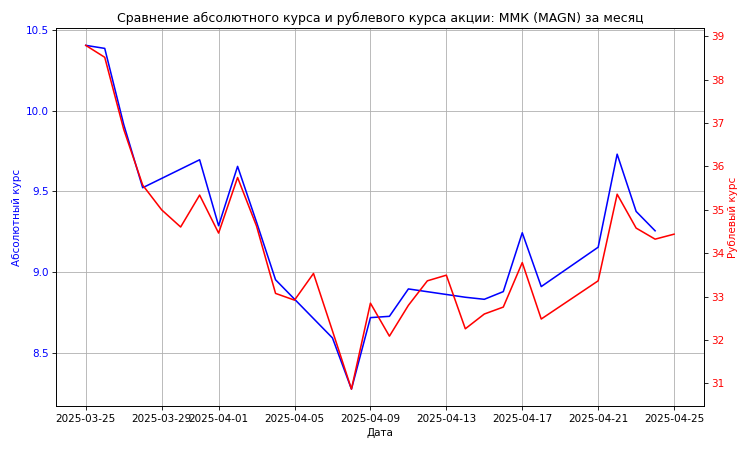 Сравнение абсолютного курса и рублевого курса акции: ММК (MAGN) за месяц
10.5
10.0
9.5
9.0
8.5
Абсолютный курс
39
38
37
36
35
34
33
32
31
Рублевый курс
2025-03-25 2025-03-29 2025-04-01 2025-04-05 2025-04-09 2025-04-13 2025-04-17 2025-04-21 2025-04-25
Дата